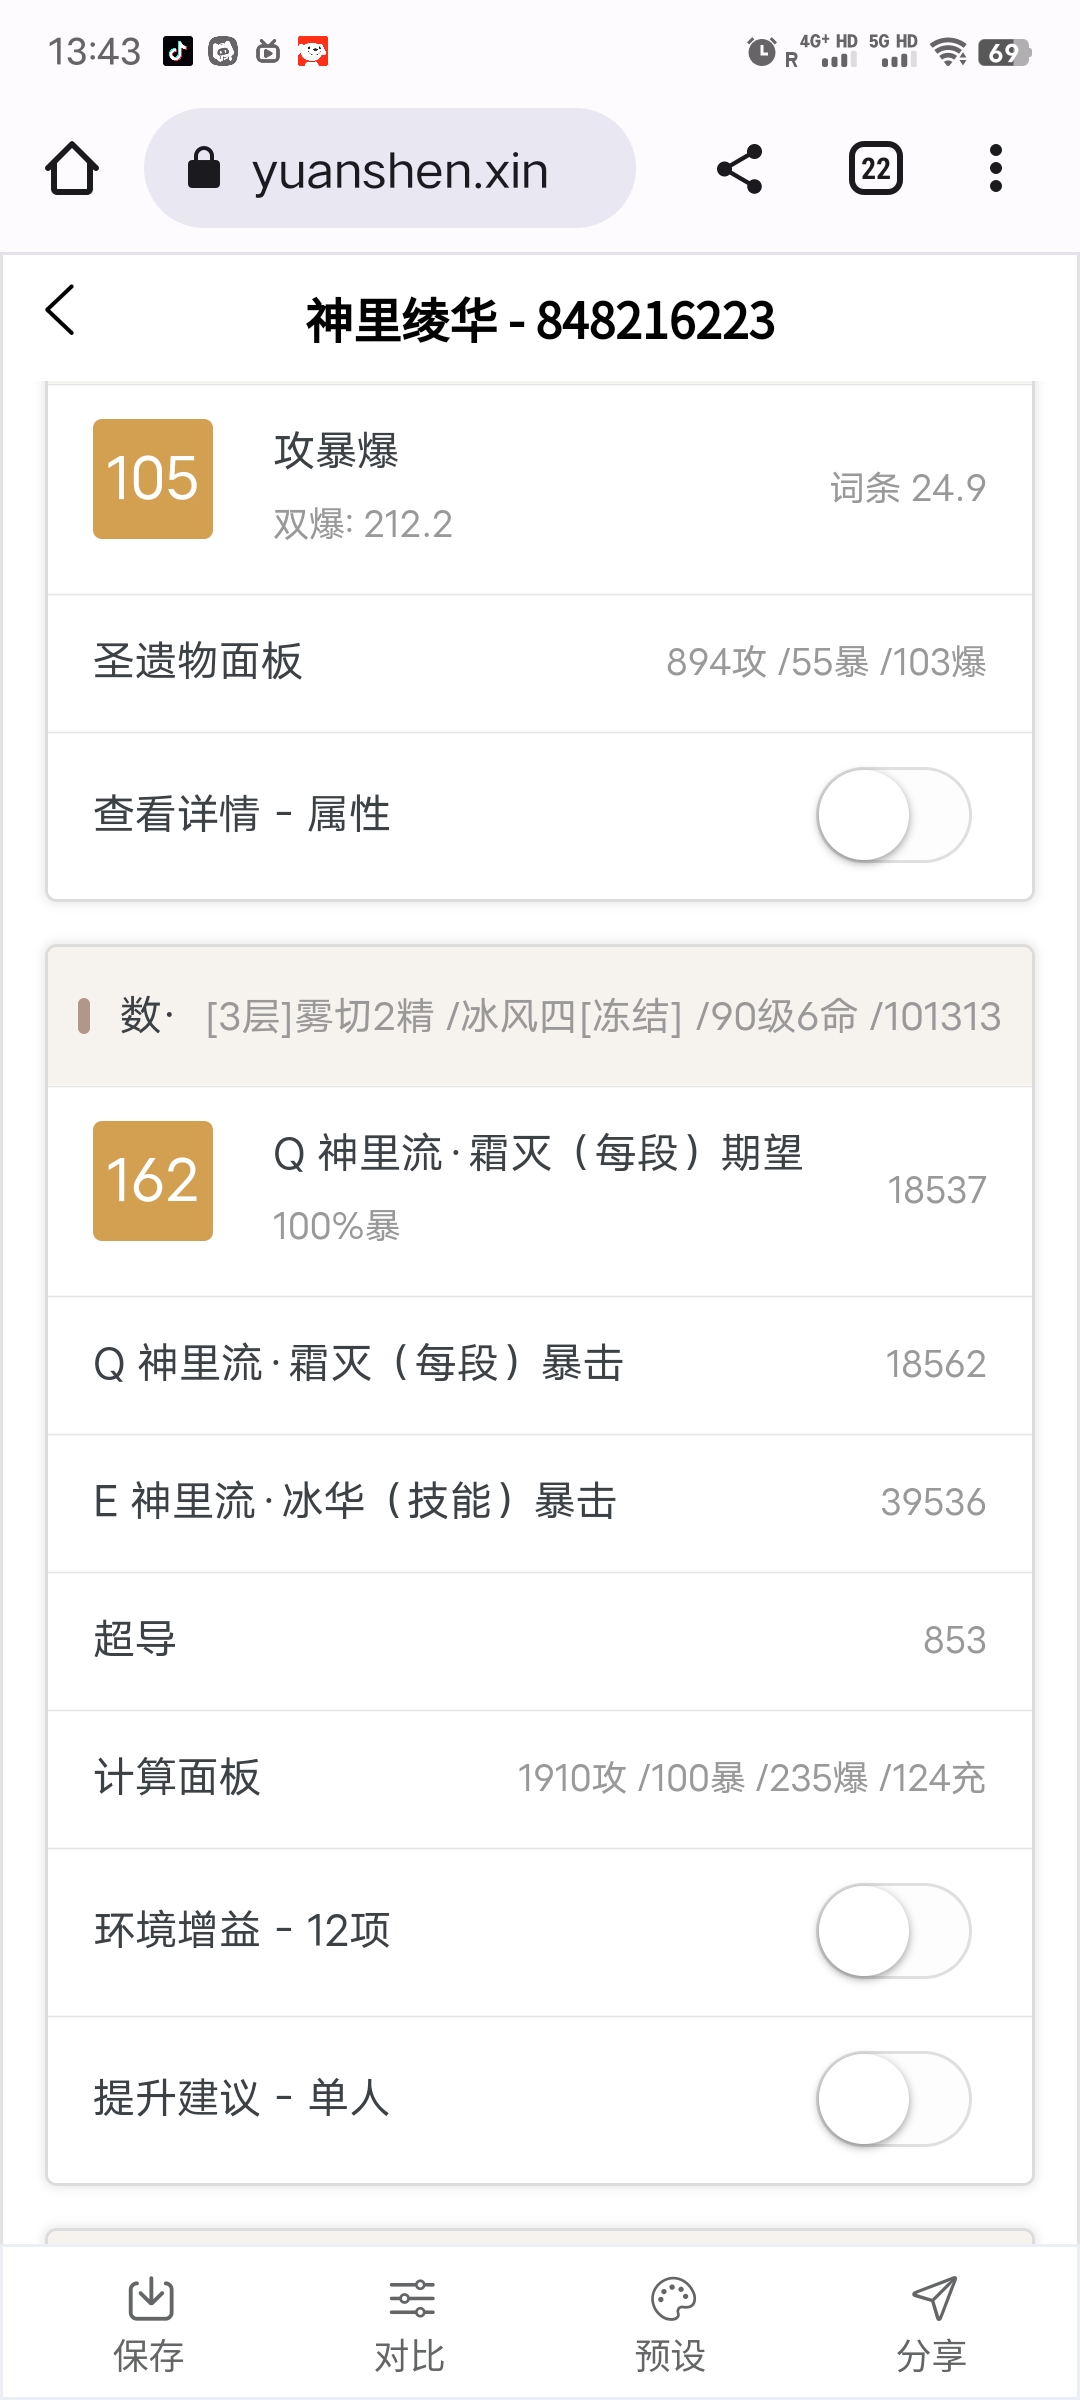 13:43
R 4G+ HD 5G HD 69
yuanshen.xin
22
神里绫华 - 848216223
105
攻暴爆
双爆: 212.2
词条 24.9
圣遗物面板
894攻 /55暴 /103爆
查看详情 - 属性
数· [3层]雾切2精 /冰风四[冻结] /90级6命 /101313
162
Q 神里流·霜灭（每段）期望
100%暴
18537
Q 神里流·霜灭（每段）暴击
18562
E 神里流·冰华（技能）暴击
39536
超导
853
计算面板
1910攻 /100暴 /235爆 /124充
环境增益 - 12项
提升建议 - 单人
保存
对比
预设
分享